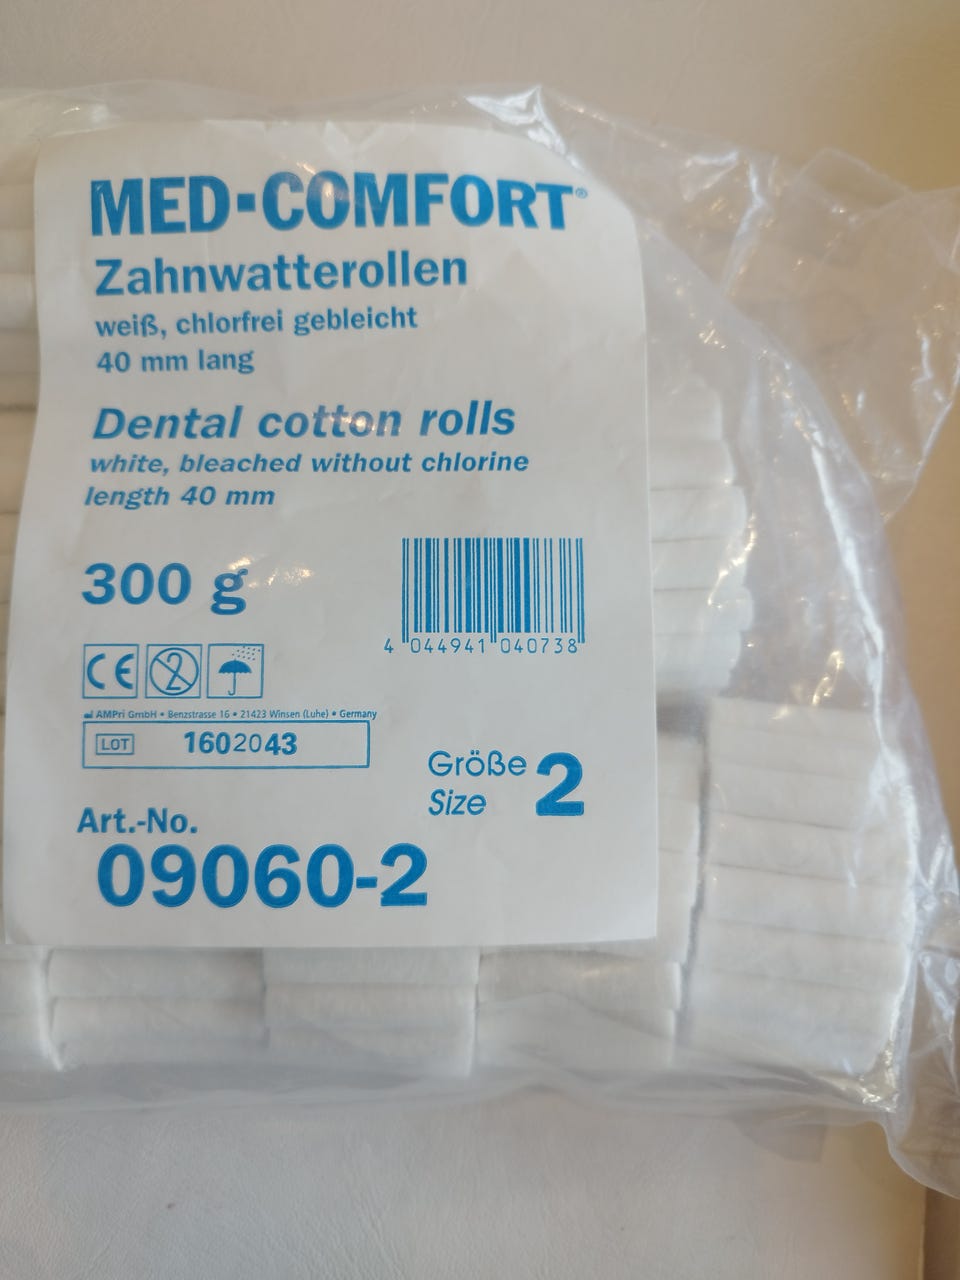 MED-COMFORT®
Zahnwatterollen
weiß, chlorfrei gebleicht
40 mm lang
Dental cotton rolls
white, bleached without chlorine
length 40 mm
300 g
4 044941 040738
CE 2
AMPri GmbH • Benzstrasse 16 • 21423 Winsen (Luhe) • Germany
LOT 1602043
Größe 2
Size
Art.-No.
09060-2